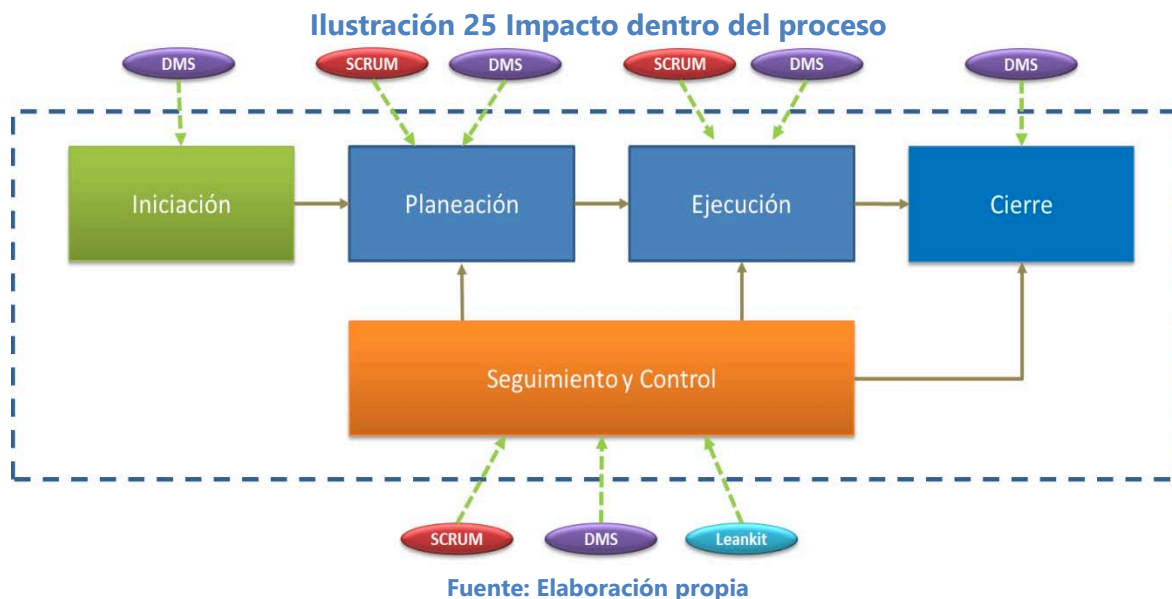 Ilustración 25 Impacto dentro del proceso
DMS
SCRUM
DMS
SCRUM
DMS
DMS
Iniciación
Planeación
Ejecución
Cierre
Seguimiento y Control
SCRUM
DMS
Leankit
Fuente: Elaboración propia